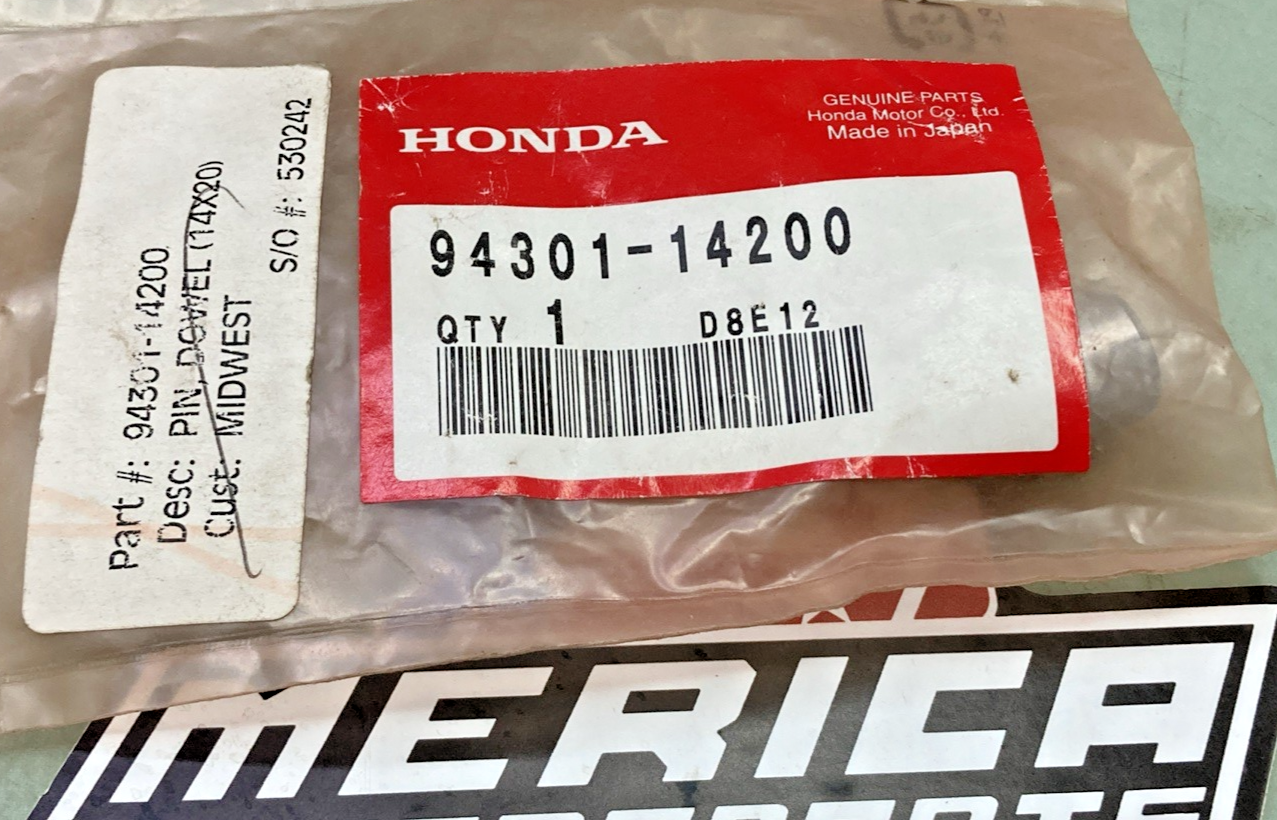 Part #: 94301-14200
Desc: PIN, DOWEL (14X20)
Cust. MIDWEST
S/O #: 530242
HONDA
GENUINE PARTS
Honda Motor Co., Ltd.
Made in Japan
94301-14200
QTY 1 D8E12
MERICA